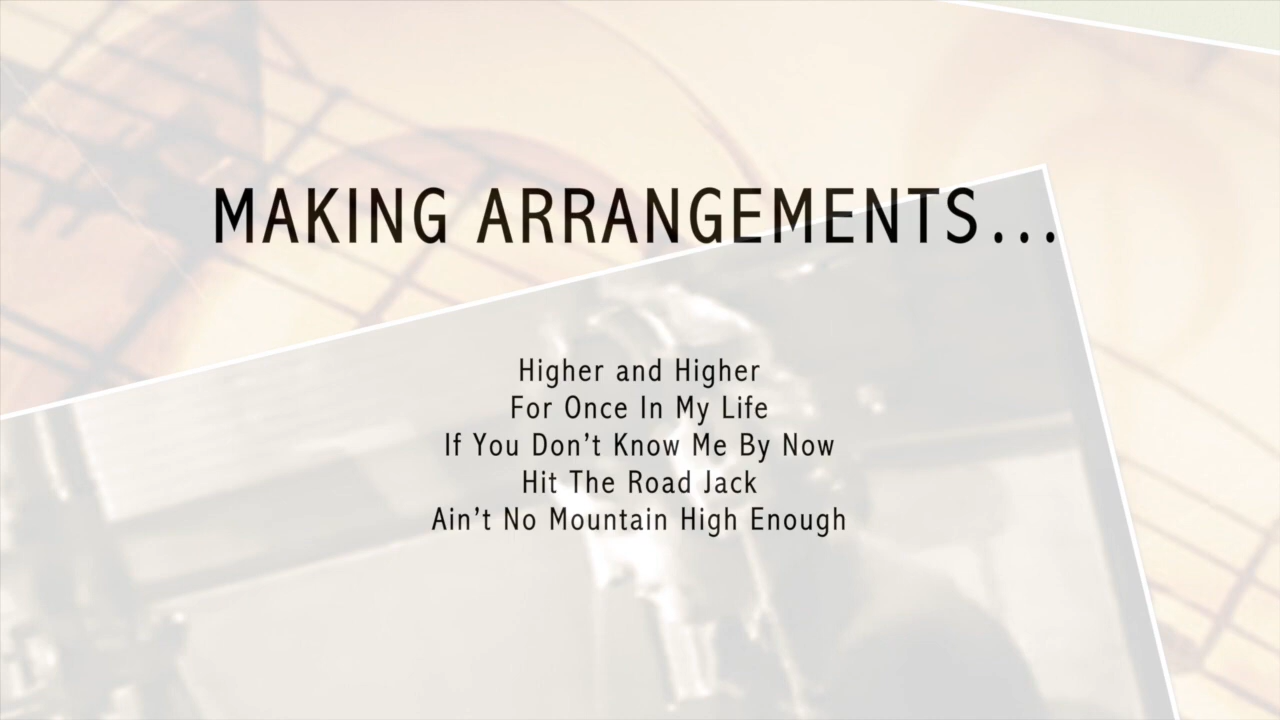 MAKING ARRANGEMENTS...
Higher and Higher
For Once In My Life
If You Don’t Know Me By Now
Hit The Road Jack
Ain’t No Mountain High Enough